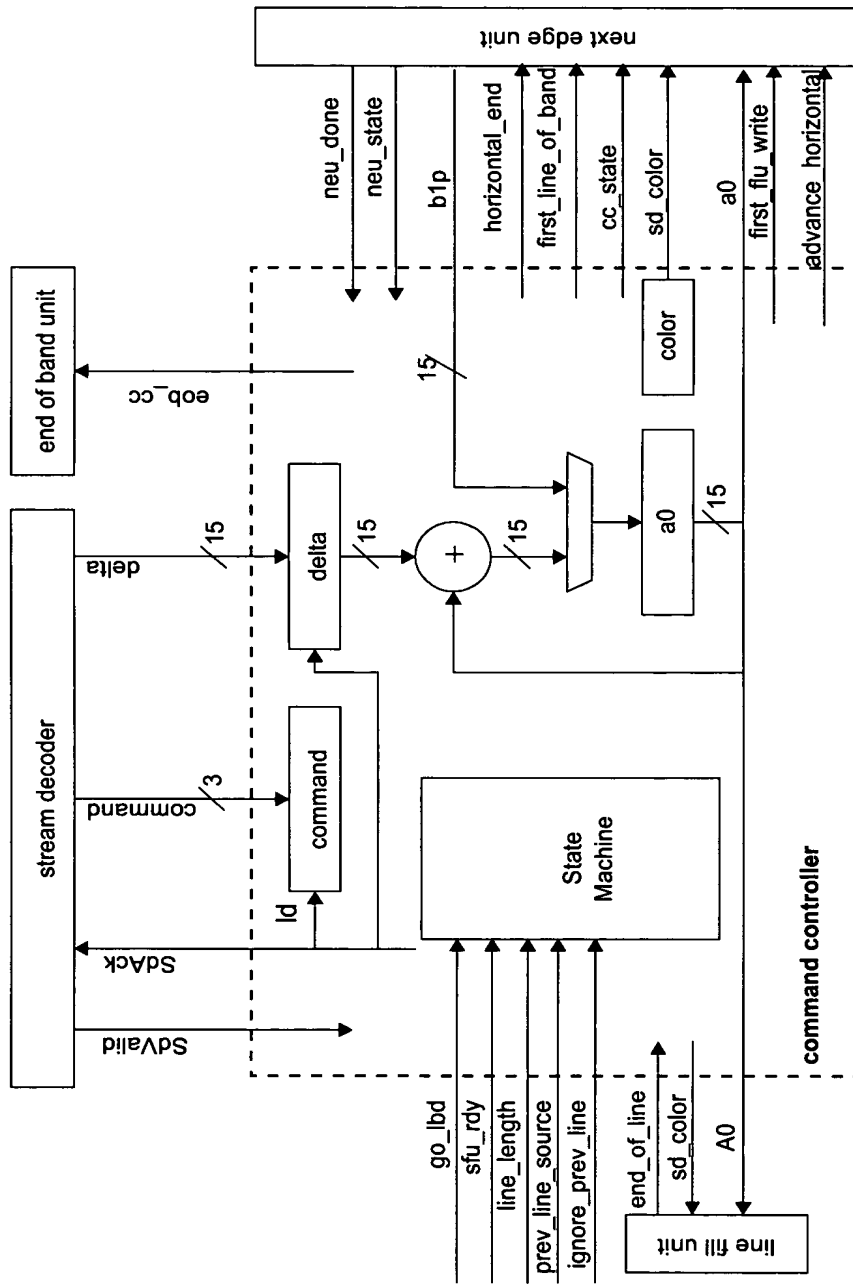 stream decoder
end of band unit
SdValid
SdAck
command
3
delta
15
eob_cc
neu_done
neu_state
b1p
15
horizontal_end
first_line_of_band
cc_state
sd_color
a0
first_flu_write
advance_horizontal
next edge unit
ld
command
delta
15
+
15
a0
15
color
State
Machine
go_lbd
sfu_rdy
line_length
prev_line_source
ignore_prev_line
end_of_line
sd_color
A0
line fill unit
command controller